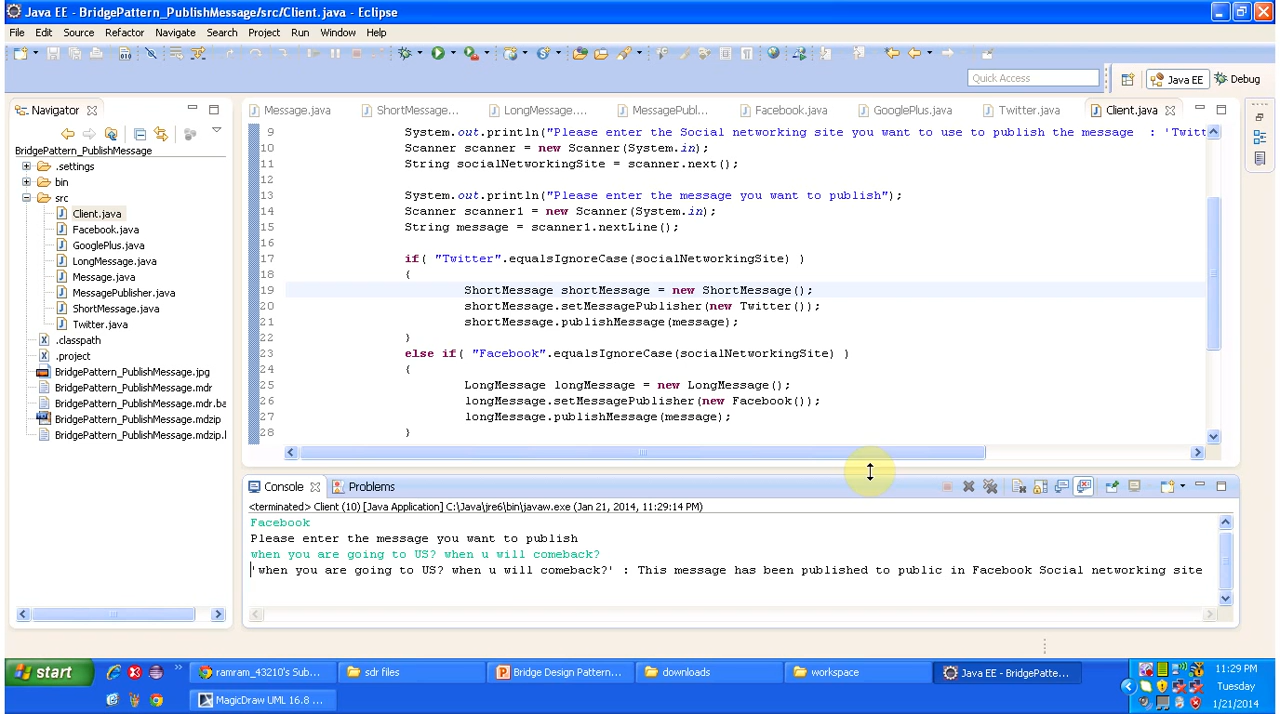 Java EE - BridgePattern_PublishMessage/src/Client.java - Eclipse
File Edit Source Refactor Navigate Search Project Run Window Help
Quick Access
Java EE
Debug
Navigator
BridgePattern_PublishMessage
.settings
bin
src
Client.java
Facebook.java
GooglePlus.java
LongMessage.java
Message.java
MessagePublisher.java
ShortMessage.java
Twitter.java
.classpath
.project
BridgePattern_PublishMessage.jpg
BridgePattern_PublishMessage.mdr
BridgePattern_PublishMessage.mdr.ba
BridgePattern_PublishMessage.mdzip
BridgePattern_PublishMessage.mdzip.l
Message.java ShortMessage... LongMessage.... MessagePubl... Facebook.java GooglePlus.java Twitter.java Client.java
9 System.out.println("Please enter the Social networking site you want to use to publish the message : 'Twitt
10 Scanner scanner = new Scanner(System.in);
11 String socialNetworkingSite = scanner.next();
12
13 System.out.println("Please enter the message you want to publish");
14 Scanner scanner1 = new Scanner(System.in);
15 String message = scanner1.nextLine();
16
17 if( "Twitter".equalsIgnoreCase(socialNetworkingSite) )
18 {
19 ShortMessage shortMessage = new ShortMessage();
20 shortMessage.setMessagePublisher(new Twitter());
21 shortMessage.publishMessage(message);
22 }
23 else if( "Facebook".equalsIgnoreCase(socialNetworkingSite) )
24 {
25 LongMessage longMessage = new LongMessage();
26 longMessage.setMessagePublisher(new Facebook());
27 longMessage.publishMessage(message);
28 }
Console Problems
<terminated> Client (10) [Java Application] C:\Java\jre6\bin\javaw.exe (Jan 21, 2014, 11:29:14 PM)
Facebook
Please enter the message you want to publish
when you are going to US? when u will comeback?
'when you are going to US? when u will comeback?' : This message has been published to public in Facebook Social networking site
start
ramram_43210's Sub...
sdr files
Bridge Design Pattern...
downloads
workspace
Java EE - BridgePatte...
MagicDraw UML 16.8 ...
11:29 PM
Tuesday
1/21/2014